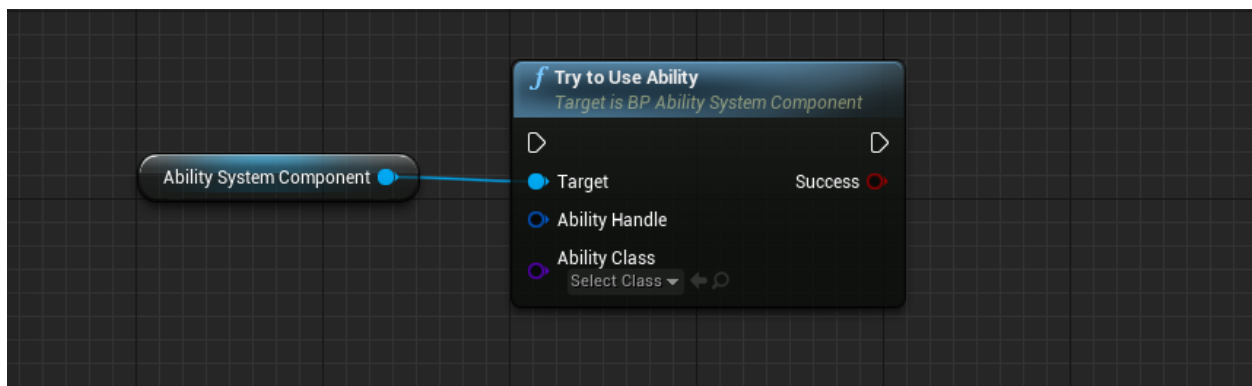 Try to Use Ability
Target is BP Ability System Component
Ability System Component
Target
Success
Ability Handle
Ability Class
Select Class